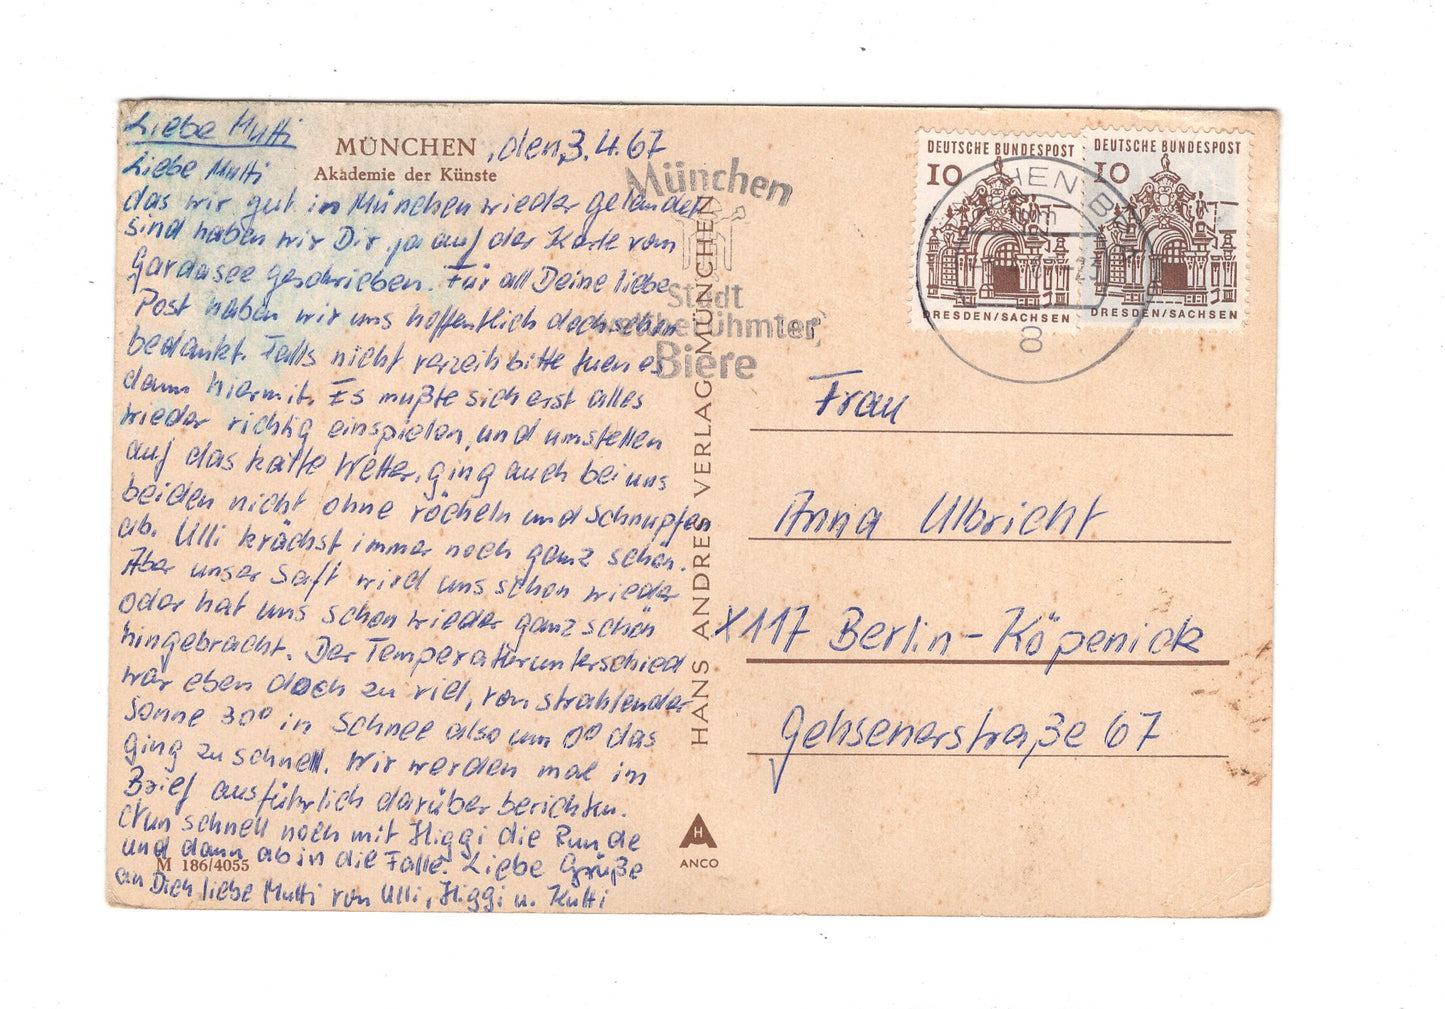 Liebe Mutti
MÜNCHEN, den, 3.4.67
Akademie der Künste
Liebe Mutti
das wir gut in München wieder gelandet
sind haben wir Dir ja auf der Karte vom
Gardasee geschrieben. Für all Deine liebe
Post haben wir uns hoffentlich doch schon
bedankt. Falls nicht verzeih bitte tuen es
dann hiermit. Es mußte sich erst alles
wieder richtig einspielen, und umstellen
auf das kalte Wetter, ging auch bei uns
beiden nicht ohne röcheln und Schnupfen
ab. Ulli krächst immer noch ganz schön.
Aber unser Saft wird uns schon wieder
oder hat uns schon wieder ganz schön
hingebracht. Der Temperatturunterschied
war eben doch zu viel, von strahlender
Sonne 30° in Schnee also um 0° das
ging zu schnell. Wir werden mal im
Brief ausführlich darüber berichten.
Nun schnell noch mit Higgi die Runde
und dann ab in die Falle. Liebe Grüße
an Dich liebe Mutti von Ulli, Higgi u. Kutti
M 186/4055
HANS ANDRES VERLAG MÜNCHEN
H
ANCO
München
Stadt
weltberühmter
Biere
DEUTSCHE BUNDESPOST
10
DRESDEN/SACHSEN
DEUTSCHE BUNDESPOST
10
DRESDEN/SACHSEN
8
Frau
Anna Ulbricht
X117 Berlin-Köpenick
Gehsenerstraße 67